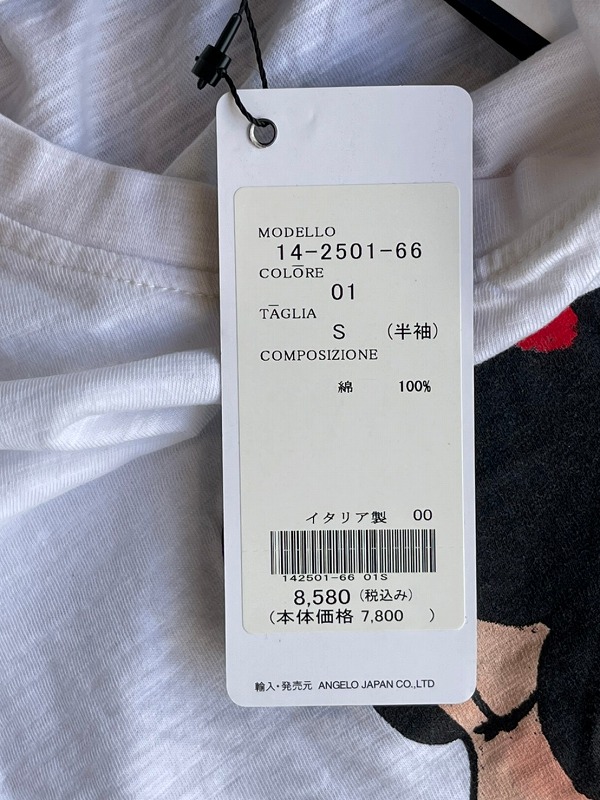 MODELLO
14-2501-66
COLORE
01
TAGLIA
S （半袖）
COMPOSIZIONE
綿 100%
イタリア製 00
142501-66 01S
8,580（税込み）
（本体価格 7,800 ）
輸入・発売元 ANGELO JAPAN CO.,LTD